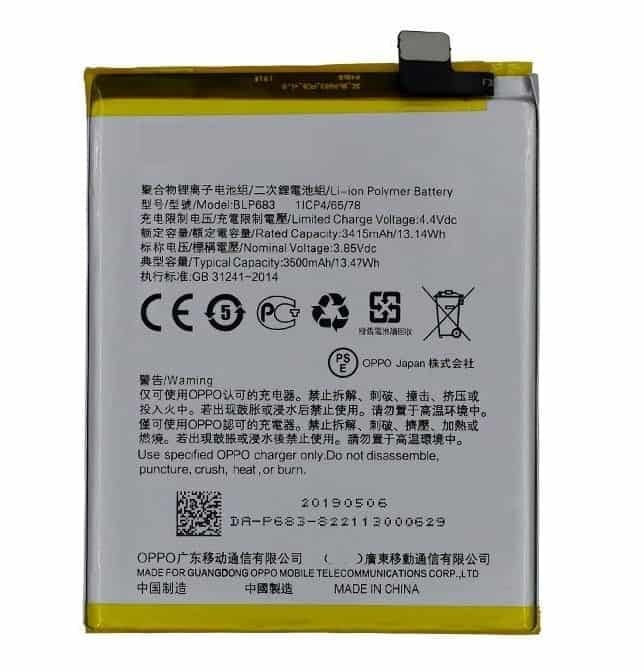 聚合物锂离子电池组/二次鋰電池組/Li-ion Polymer Battery
型号/型號/Model:BLP683 1ICP4/65/78
充电限制电压/充電限制電壓/Limited Charge Voltage:4.4Vdc
额定容量/額定容量/Rated Capacity:3415mAh/13.14Wh
标称电压/標稱電壓/Nominal Voltage:3.85Vdc
典型容量/Typical Capacity:3500mAh/13.47Wh
执行标准:GB 31241-2014
CE 5 PC
廢電池請回收
PS E OPPO Japan 株式会社
警告/Warning
仅可使用OPPO认可的充电器。禁止拆解、刺破、撞击、挤压或
投入火中。若出现鼓胀或浸水后禁止使用。请勿置于高温环境中。
僅可使用OPPO認可的充電器。禁止拆解、刺破、擠壓、加熱或
燃燒。若出現鼓脹或浸水後禁止使用。請勿置于高溫環境中。
Use specified OPPO charger only.Do not disassemble,
puncture, crush, heat, or burn.
20190506
DA-P683-822113000629
OPPO广东移动通信有限公司 ( )廣東移動通信有限公司
MADE FOR GUANGDONG OPPO MOBILE TELECOMMUNICATIONS CORP.,LTD
中国制造 中國製造 MADE IN CHINA